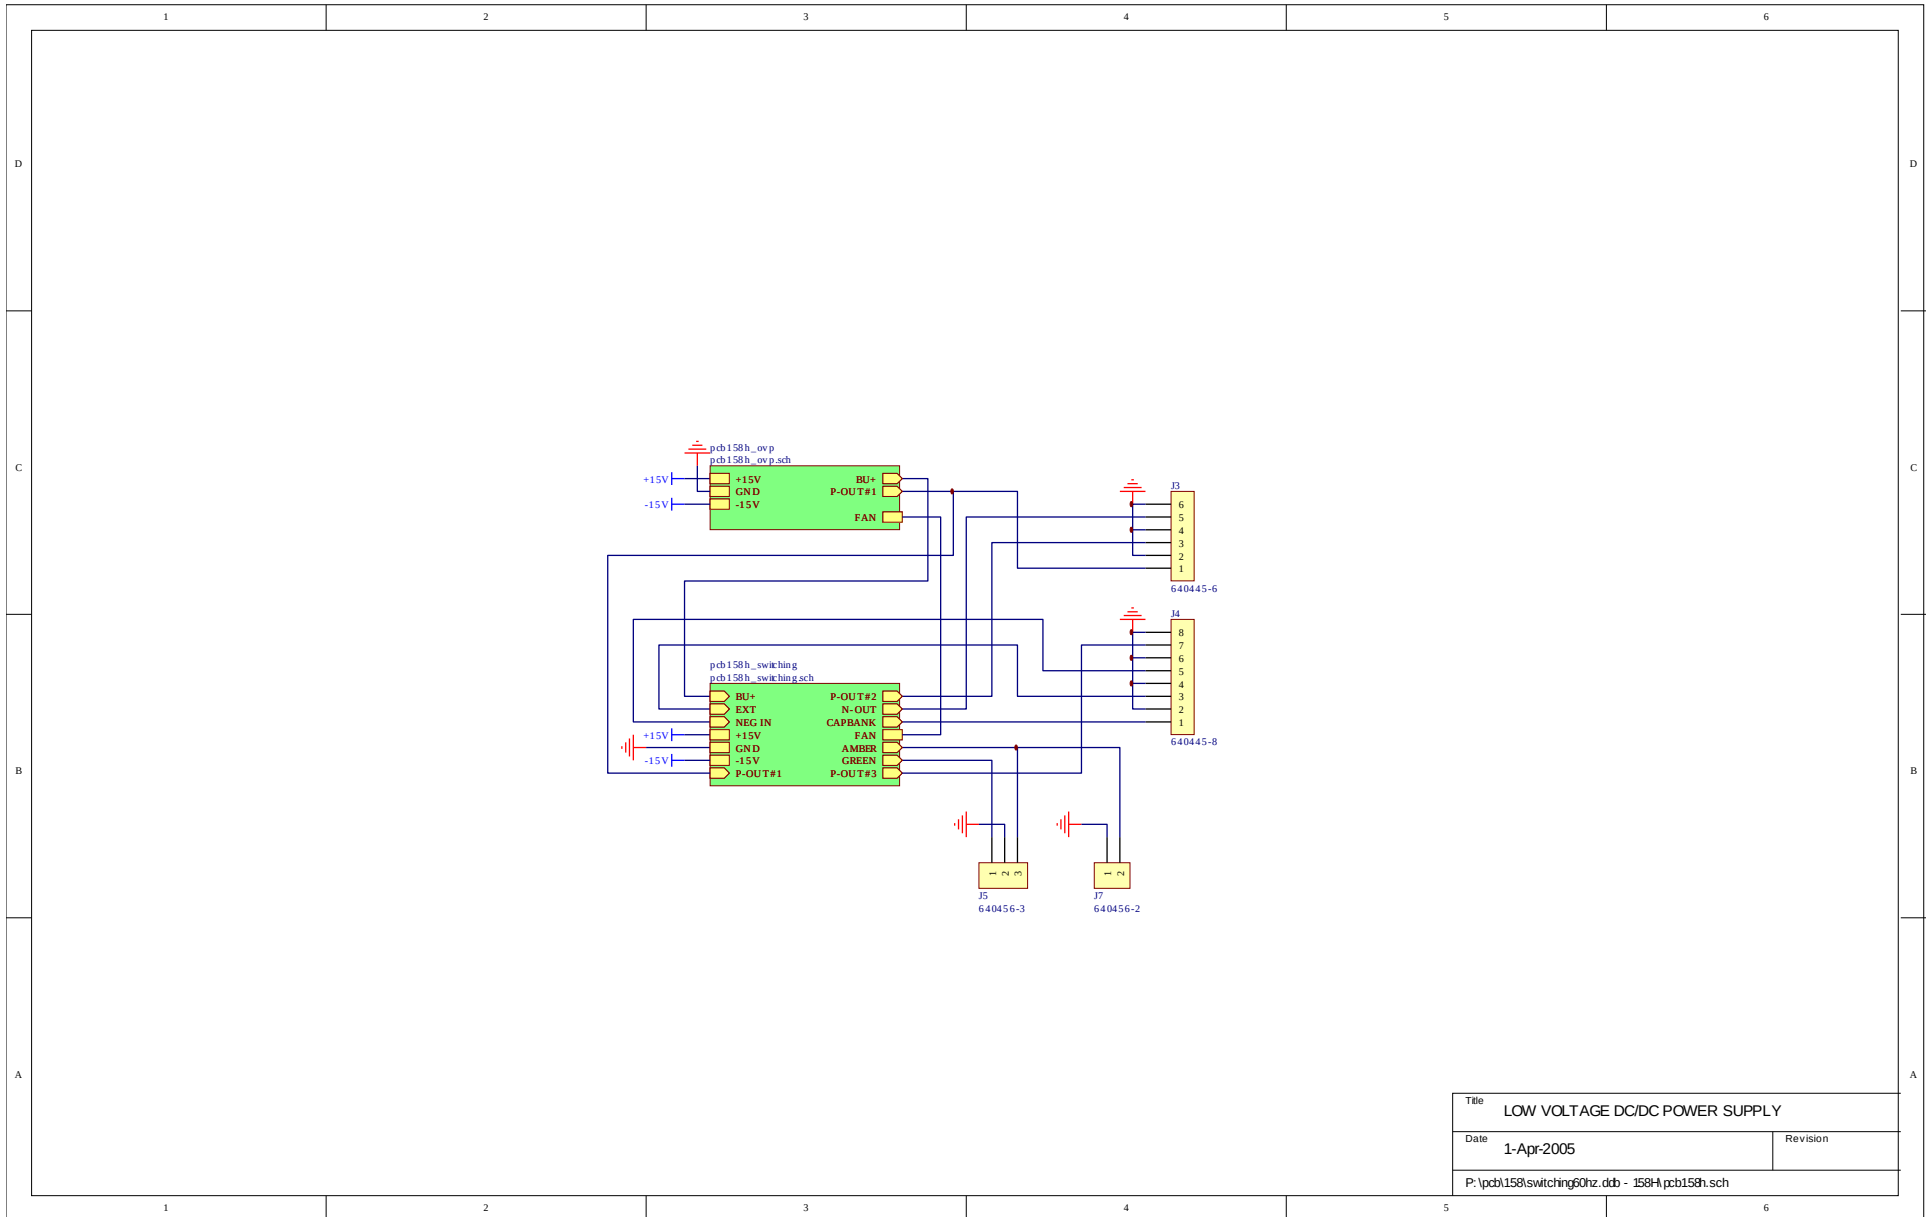 1 2 3 4 5 6
D D
C C
B B
A A
pcb158h_ovp
pcb158h_ovp.sch
+15V +15V BU+
GND P-OUT#1
-15V -15V
FAN
J3
6
5
4
3
2
1
640445-6
J4
8
7
6
5
4
3
2
1
640445-8
pcb158h_switching
pcb158h_switching.sch
BU+ P-OUT#2
EXT N-OUT
NEG IN CAPBANK
+15V +15V FAN
GND AMBER
-15V -15V GREEN
P-OUT#1 P-OUT#3
1 2 3
J5
640456-3
1 2
J7
640456-2
Title
LOW VOLTAGE DC/DC POWER SUPPLY
Date 1-Apr-2005 Revision
P:\pcb\158\switching60hz.ddb - 158H\pcb158h.sch
1 2 3 4 5 6